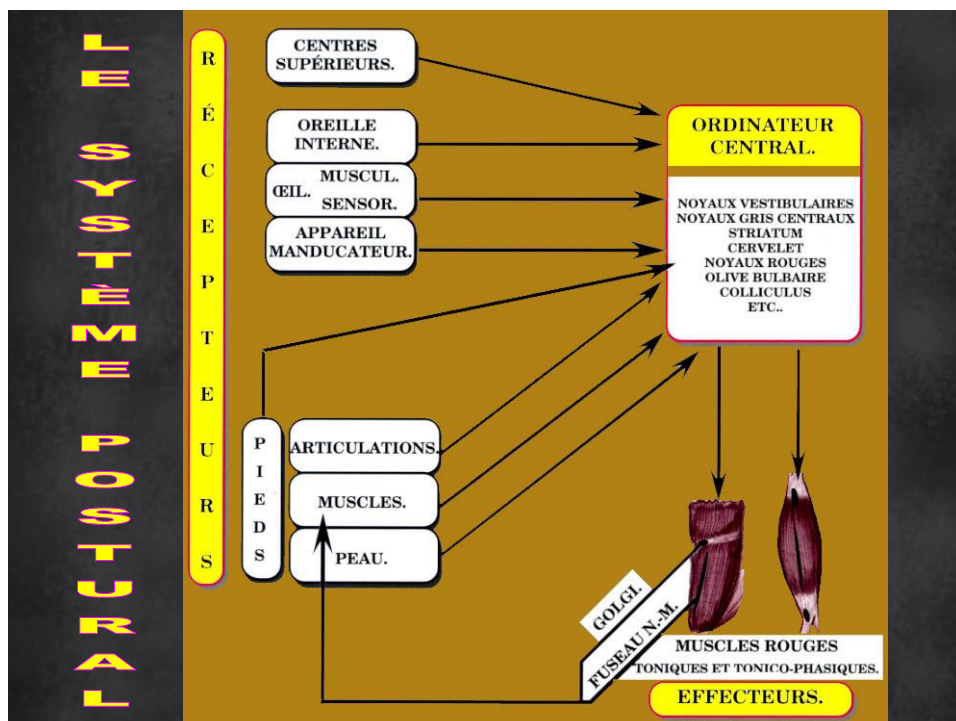 LE SYSTÈME POSTURAL
RÉCEPTEURS
CENTRES
SUPÉRIEURS.
OREILLE
INTERNE.
ŒIL. MUSCUL.
SENSOR.
APPAREIL
MANDUCATEUR.
ORDINATEUR
CENTRAL.
NOYAUX VESTIBULAIRES
NOYAUX GRIS CENTRAUX
STRIATUM
CERVELET
NOYAUX ROUGES
OLIVE BULBAIRE
COLLICULUS
ETC..
PIEDS
ARTICULATIONS.
MUSCLES.
PEAU.
GOLGI.
FUSEAU N.-M.
MUSCLES ROUGES
TONIQUES ET TONICO-PHASIQUES.
EFFECTEURS.